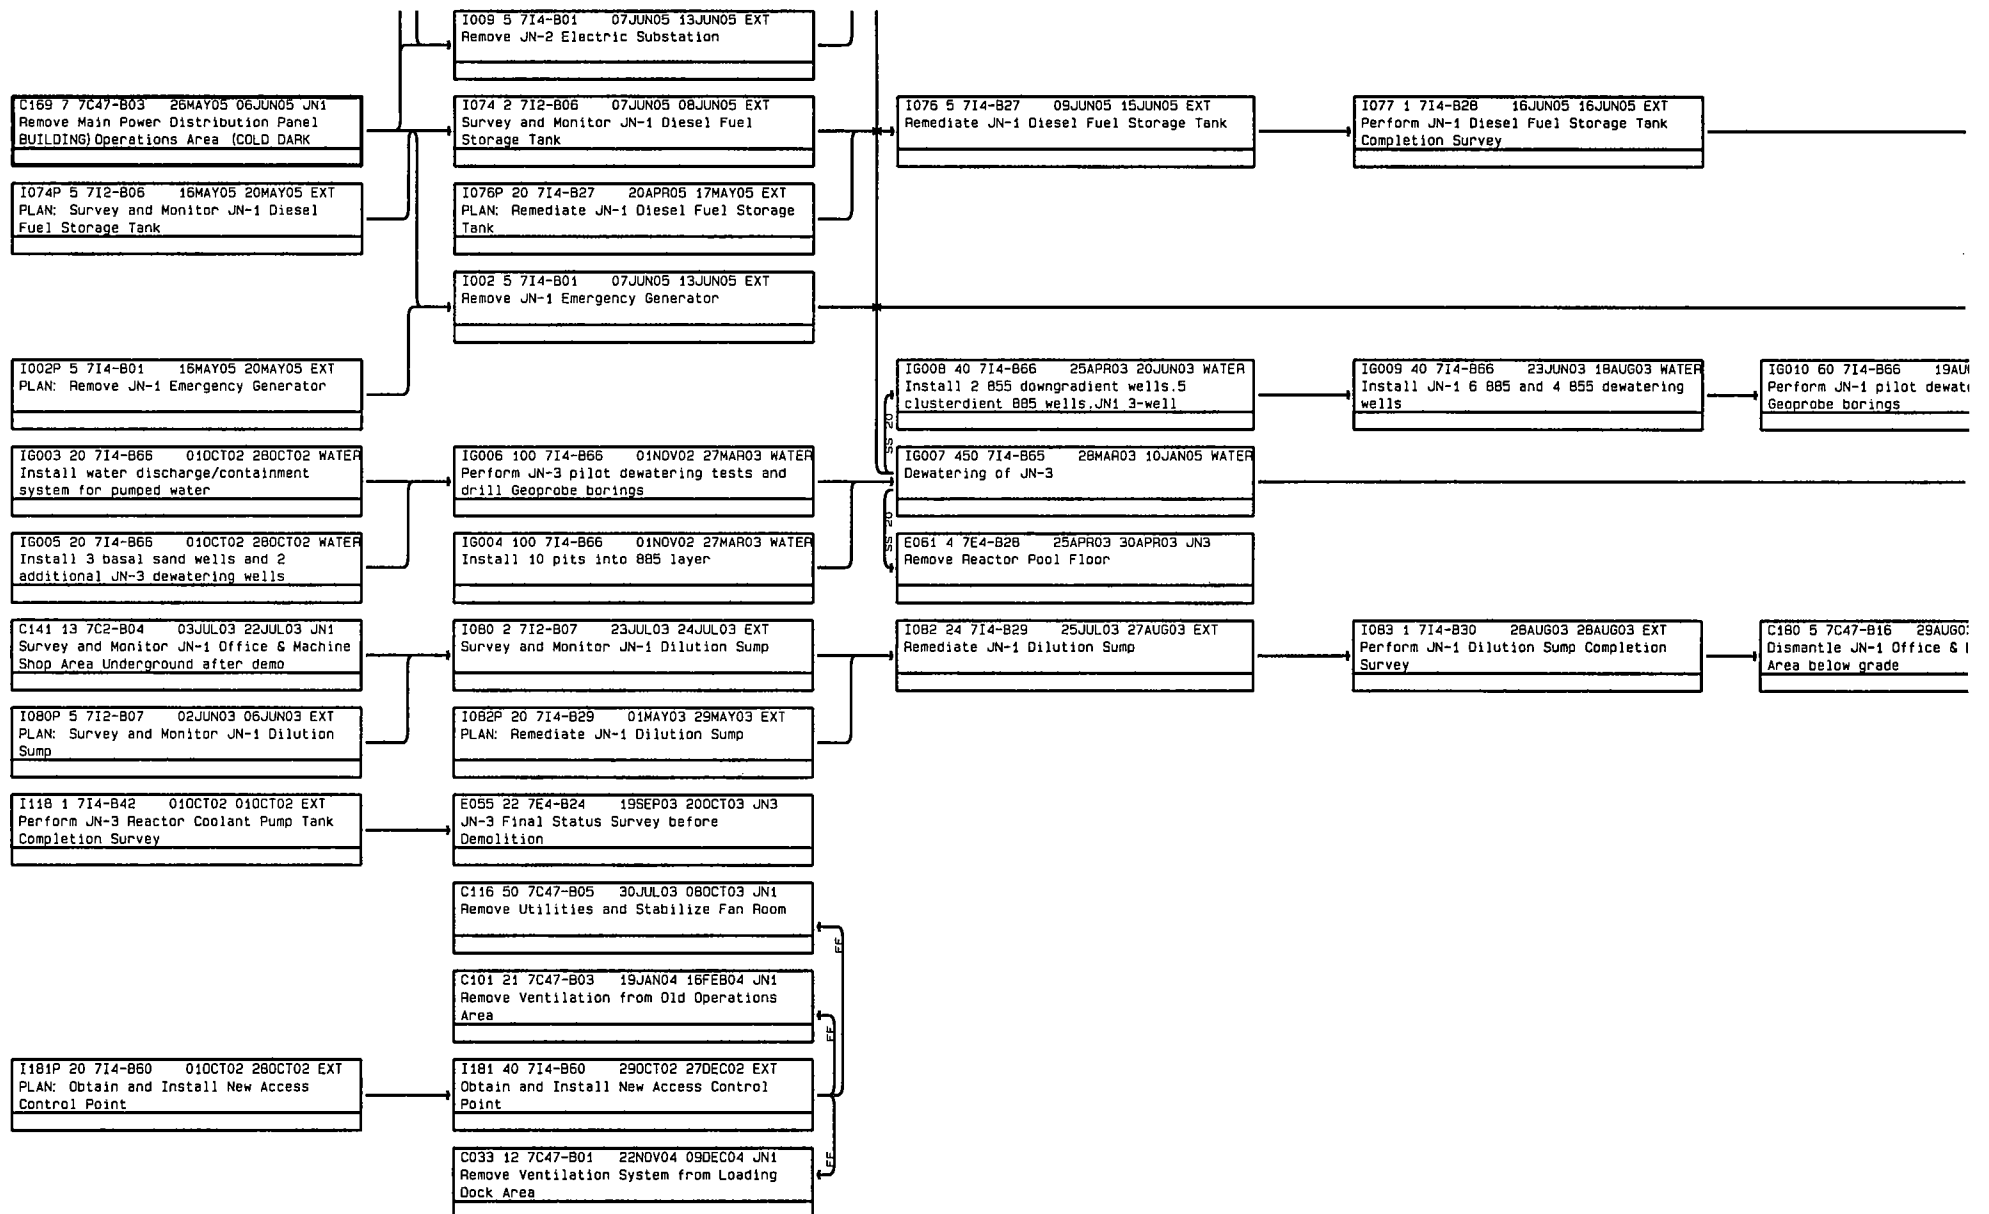 I009 5 7I4-B01 07JUN05 13JUN05 EXT
Remove JN-2 Electric Substation
C169 7 7C47-B03 26MAY05 06JUN05 JN1
Remove Main Power Distribution Panel
BUILDING)Operations Area (COLD DARK
I074 2 7I2-B06 07JUN05 08JUN05 EXT
Survey and Monitor JN-1 Diesel Fuel
Storage Tank
I076 5 7I4-B27 09JUN05 15JUN05 EXT
Remediate JN-1 Diesel Fuel Storage Tank
I077 1 7I4-B28 16JUN05 16JUN05 EXT
Perform JN-1 Diesel Fuel Storage Tank
Completion Survey
I074P 5 7I2-B06 16MAY05 20MAY05 EXT
PLAN: Survey and Monitor JN-1 Diesel
Fuel Storage Tank
I076P 20 7I4-B27 20APR05 17MAY05 EXT
PLAN: Remediate JN-1 Diesel Fuel Storage
Tank
I002 5 7I4-B01 07JUN05 13JUN05 EXT
Remove JN-1 Emergency Generator
I002P 5 7I4-B01 16MAY05 20MAY05 EXT
PLAN: Remove JN-1 Emergency Generator
IG008 40 7I4-B66 25APR03 20JUN03 WATER
Install 2 855 downgradient wells.5
clusterdient 885 wells.JN1 3-well
IG009 40 7I4-B66 23JUN03 18AUG03 WATER
Install JN-1 6 885 and 4 855 dewatering
wells
IG010 60 7I4-B66 19AU
Perform JN-1 pilot dewat
Geoprobe borings
SS 20
IG003 20 7I4-B66 01OCT02 28OCT02 WATER
Install water discharge/containment
system for pumped water
IG006 100 7I4-B66 01NOV02 27MAR03 WATER
Perform JN-3 pilot dewatering tests and
drill Geoprobe borings
IG007 450 7I4-B65 28MAR03 10JAN05 WATER
Dewatering of JN-3
SS 20
IG005 20 7I4-B66 01OCT02 28OCT02 WATER
Install 3 basal sand wells and 2
additional JN-3 dewatering wells
IG004 100 7I4-B66 01NOV02 27MAR03 WATER
Install 10 pits into 885 layer
E061 4 7E4-B28 25APR03 30APR03 JN3
Remove Reactor Pool Floor
C141 13 7C2-B04 03JUL03 22JUL03 JN1
Survey and Monitor JN-1 Office & Machine
Shop Area Underground after demo
I080 2 7I2-B07 23JUL03 24JUL03 EXT
Survey and Monitor JN-1 Dilution Sump
I082 24 7I4-B29 25JUL03 27AUG03 EXT
Remediate JN-1 Dilution Sump
I083 1 7I4-B30 28AUG03 28AUG03 EXT
Perform JN-1 Dilution Sump Completion
Survey
C180 5 7C47-B16 29AUG03
Dismantle JN-1 Office &
Area below grade
I080P 5 7I2-B07 02JUN03 06JUN03 EXT
PLAN: Survey and Monitor JN-1 Dilution
Sump
I082P 20 7I4-B29 01MAY03 29MAY03 EXT
PLAN: Remediate JN-1 Dilution Sump
I118 1 7I4-B42 01OCT02 01OCT02 EXT
Perform JN-3 Reactor Coolant Pump Tank
Completion Survey
E055 22 7E4-B24 19SEP03 20OCT03 JN3
JN-3 Final Status Survey before
Demolition
C116 50 7C47-B05 30JUL03 08OCT03 JN1
Remove Utilities and Stabilize Fan Room
FF
C101 21 7C47-B03 19JAN04 16FEB04 JN1
Remove Ventilation from Old Operations
Area
FF
I181P 20 7I4-B60 01OCT02 28OCT02 EXT
PLAN: Obtain and Install New Access
Control Point
I181 40 7I4-B60 29OCT02 27DEC02 EXT
Obtain and Install New Access Control
Point
FF
C033 12 7C47-B01 22NOV04 09DEC04 JN1
Remove Ventilation System from Loading
Dock Area